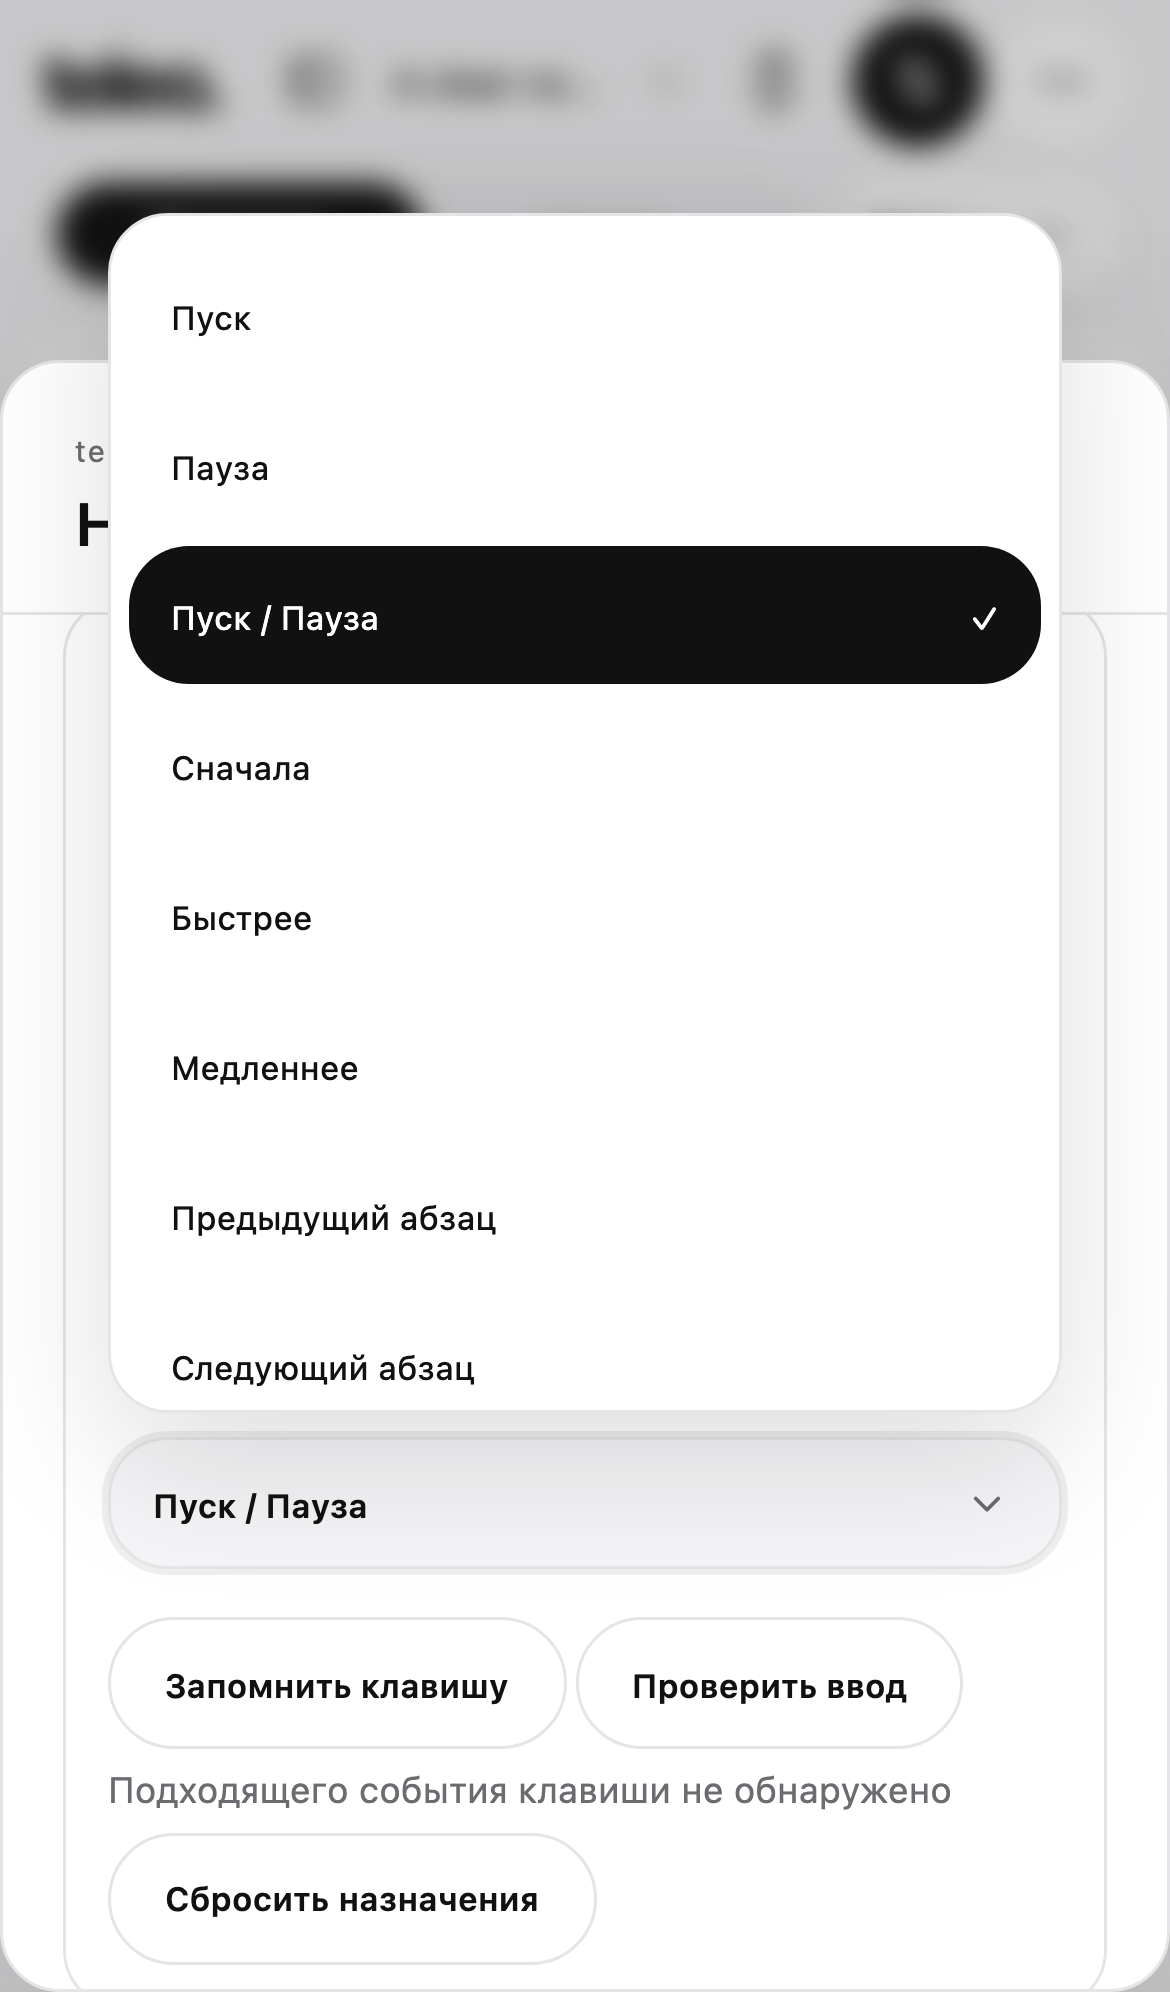 Пуск
Пауза
Пуск / Пауза
Сначала
Быстрее
Медленнее
Предыдущий абзац
Следующий абзац
Пуск / Пауза
Запомнить клавишу
Проверить ввод
Подходящего события клавиши не обнаружено
Сбросить назначения